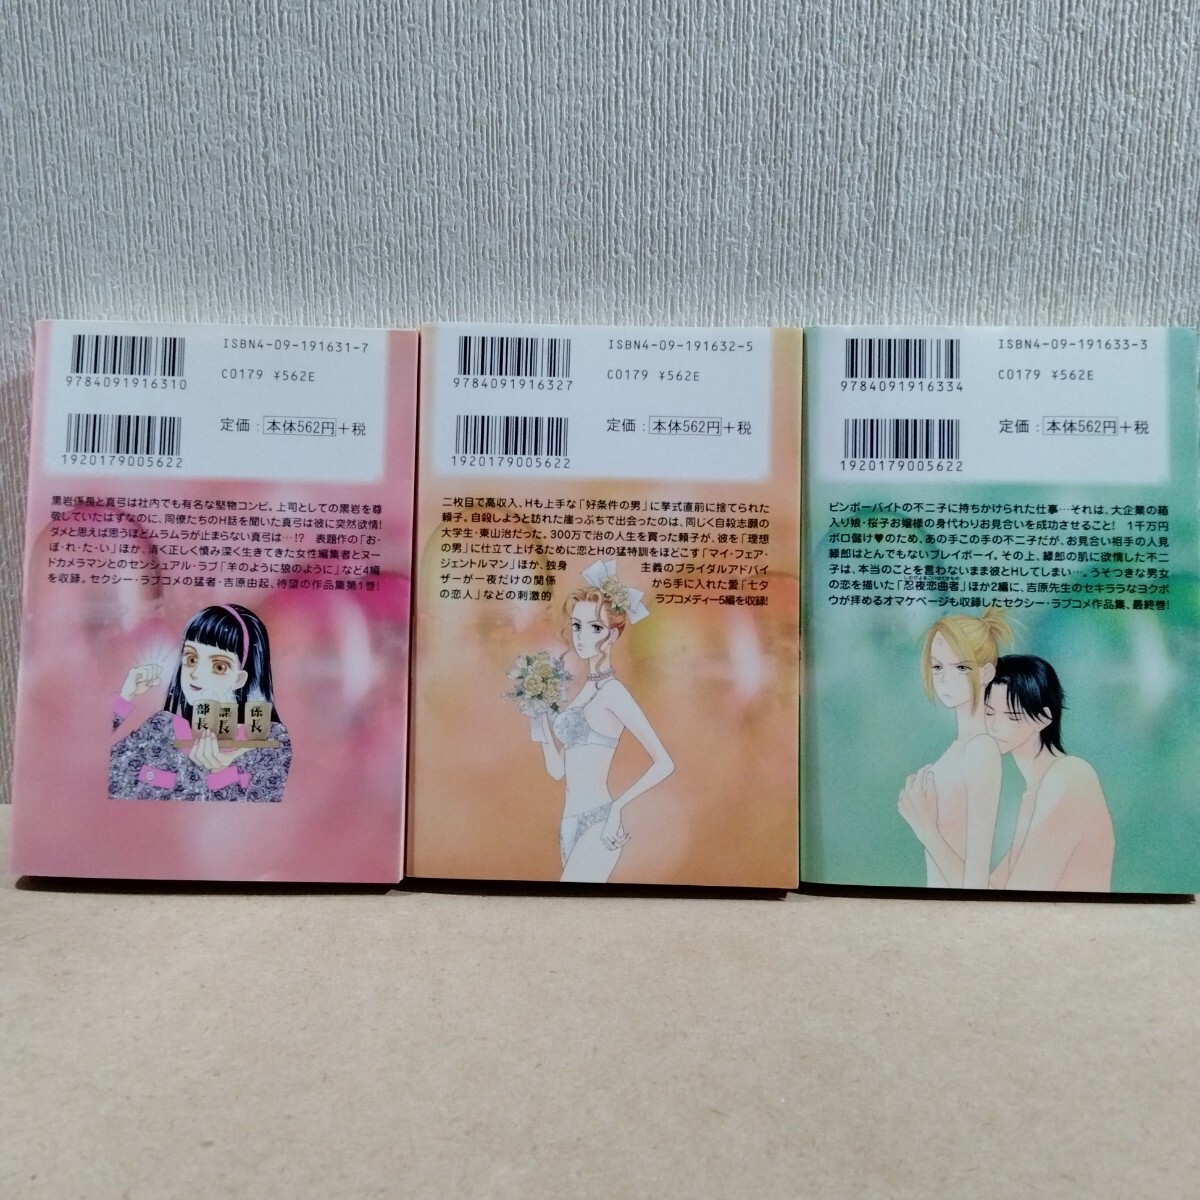 ISBN4-09-191631-7
9784091916310
C0179 ¥562E
定価：本体562円+税
1920179005622
黒岩係長と真弓は社内でも有名な堅物コンビ。上司としての黒岩を尊
敬していたはずなのに、同僚たちのH話を聞いた真弓は彼に突然欲情!
ダメと思えば思うほどムラムラが止まらない真弓は…!? 表題作の「お・
ぼ・れ・た・い」ほか、清く正しく慎み深く生きてきた女性編集者とヌー
ドカメラマンとのセンシュアル・ラブ「羊のように狼のように」など4編
を収録。セクシー・ラブコメの猛者・吉原由起、待望の作品集第1巻!
部長
課長
係長
ISBN4-09-191632-5
9784091916327
C0179 ¥562E
定価：本体562円+税
1920179005622
二枚目で高収入、Hも上手な「好条件の男」に挙式直前に捨てられた
頼子。自殺しようと訪れた崖っぷちで出会ったのは、同じく自殺志願の
大学生・東山治だった。300万で治の人生を買った頼子が、彼を「理想
の男」に仕立て上げるために恋とHの猛特訓をほどこす「マイ・フェア・
ジェントルマン」ほか、独身主義のブライダルアドバイ
ザーが一夜だけの関係から手に入れた愛「七夕
の恋人」などの刺激的ラブコメディー5編を収録!
ISBN4-09-191633-3
9784091916334
C0179 ¥562E
定価：本体562円+税
1920179005622
ビンボーバイトの不二子に持ちかけられた仕事…それは、大企業の箱
入り娘・桜子お嬢様の身代わりお見合いを成功させること! 1千万円
ボロ儲け♥のため、あの手この手の不二子だが、お見合い相手の人見
縁郎はとんでもないプレイボーイ。その上、縁郎の肌に欲情した不二
子は、本当のことを言わないまま彼とHしてしまい…。うそつきな男女
の恋を描いた「忍夜恋曲者」ほか2編に、吉原先生のセキララなヨクボ
ウが拝めるオマケページも収録したセクシー・ラブコメ作品集、最終巻!